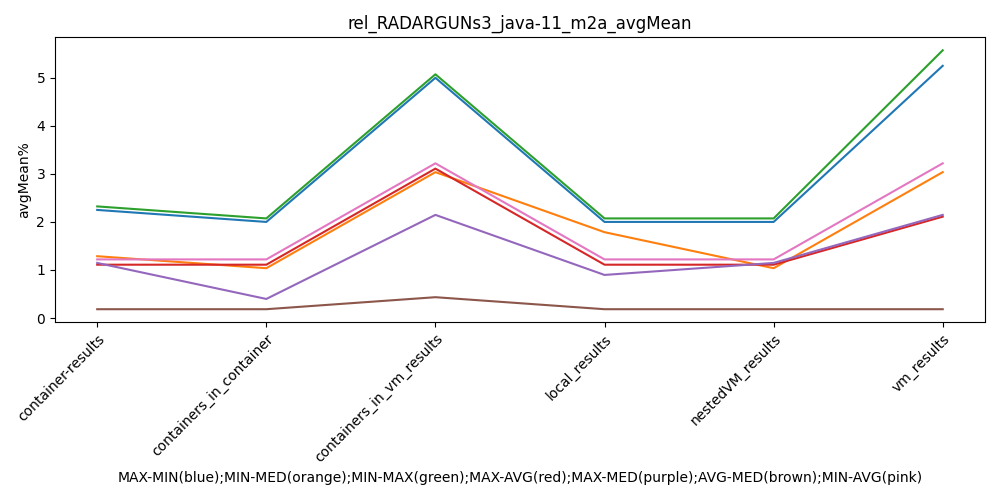 rel_RADARGUNs3_java-11_m2a_avgMean
avgMean%
5
4
3
2
1
0
container-results
containers_in_container
containers_in_vm_results
local_results
nestedVM_results
vm_results
MAX-MIN(blue);MIN-MED(orange);MIN-MAX(green);MAX-AVG(red);MAX-MED(purple);AVG-MED(brown);MIN-AVG(pink)